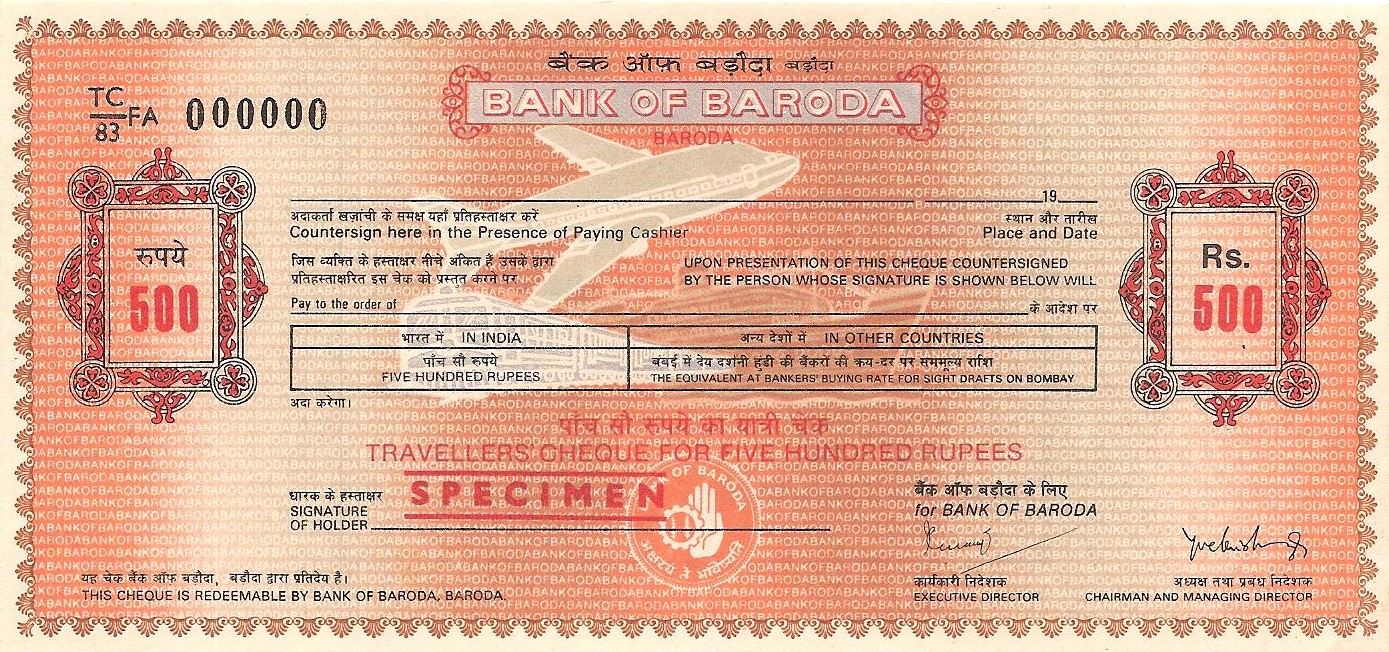 बैंक ऑफ़ बड़ौदा बड़ौदा
BANK OF BARODA
BARODA
TC/83 FA 000000
19
अदाकर्ता खज़ांची के समक्ष यहाँ प्रतिहस्ताक्षर करें
स्थान और तारीख
Countersign here in the Presence of Paying Cashier
Place and Date
जिस व्यक्ति के हस्ताक्षर नीचे अंकित हैं उसके द्वारा
प्रतिहस्ताक्षरित इस चेक को प्रस्तुत करने पर
UPON PRESENTATION OF THIS CHEQUE COUNTERSIGNED
BY THE PERSON WHOSE SIGNATURE IS SHOWN BELOW WILL
Pay to the order of के आदेश पर
रुपये
500
Rs.
500
भारत में IN INDIA
अन्य देशों में IN OTHER COUNTRIES
पाँच सौ रुपये
FIVE HUNDRED RUPEES
बंबई में देय दर्शनी हुंडी की बैंकरों की क्रय-दर पर सममूल्य राशि
THE EQUIVALENT AT BANKERS' BUYING RATE FOR SIGHT DRAFTS ON BOMBAY
अदा करेगा।
पाँच सौ रुपये का यात्री चेक
TRAVELLERS CHEQUE FOR FIVE HUNDRED RUPEES
SPECIMEN
OF BARODA
धारक के हस्ताक्षर
SIGNATURE
OF HOLDER
बैंक ऑफ बड़ौदा के लिए
for BANK OF BARODA
कार्यकारी निदेशक
EXECUTIVE DIRECTOR
अध्यक्ष तथा प्रबंध निदेशक
CHAIRMAN AND MANAGING DIRECTOR
यह चेक बैंक ऑफ बड़ौदा, बड़ौदा द्वारा प्रतिदेय है।
THIS CHEQUE IS REDEEMABLE BY BANK OF BARODA, BARODA.